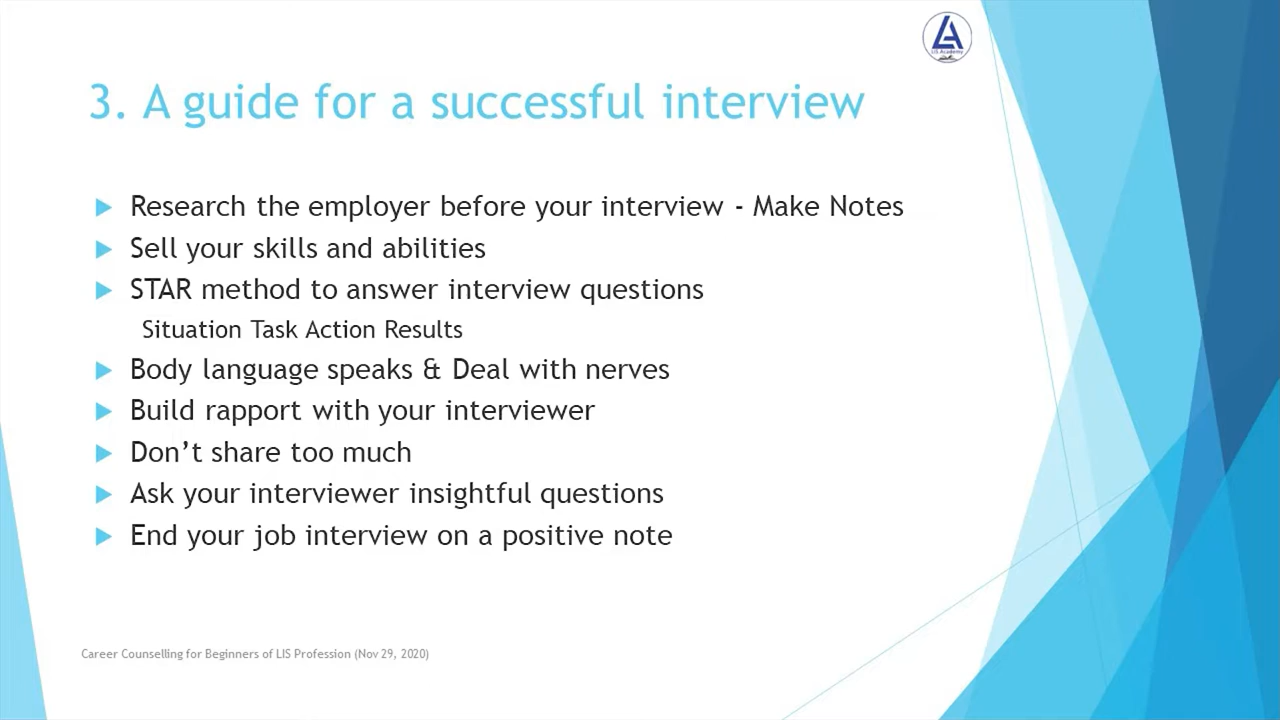 LIS Academy
3. A guide for a successful interview
Research the employer before your interview - Make Notes
Sell your skills and abilities
STAR method to answer interview questions
Situation Task Action Results
Body language speaks & Deal with nerves
Build rapport with your interviewer
Don’t share too much
Ask your interviewer insightful questions
End your job interview on a positive note
Career Counselling for Beginners of LIS Profession (Nov 29, 2020)